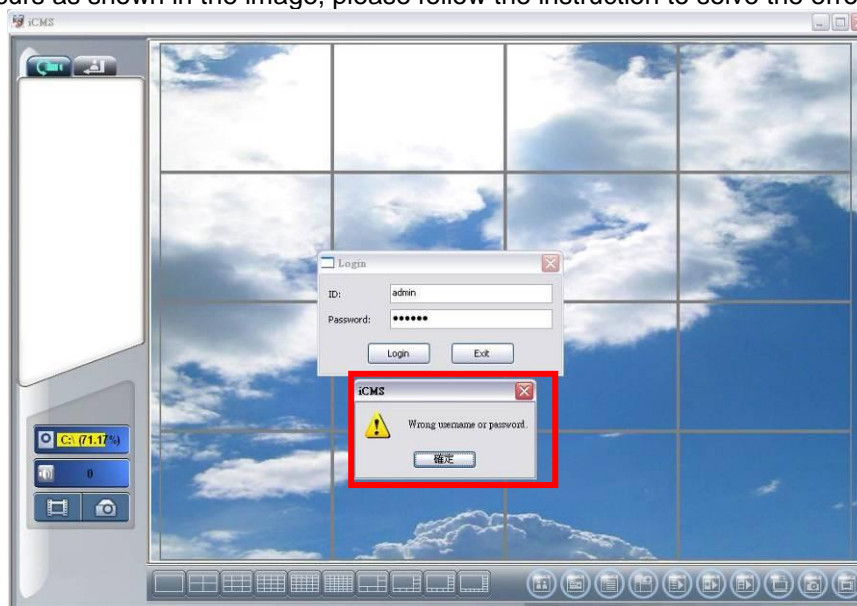 urs as shown in the image, please follow the instruction to solve the erro
iCMS
Login
ID: admin
Password: ••••••
Login Exit
iCMS
Wrong username or password.
確定
C:\ (71.17%)
0